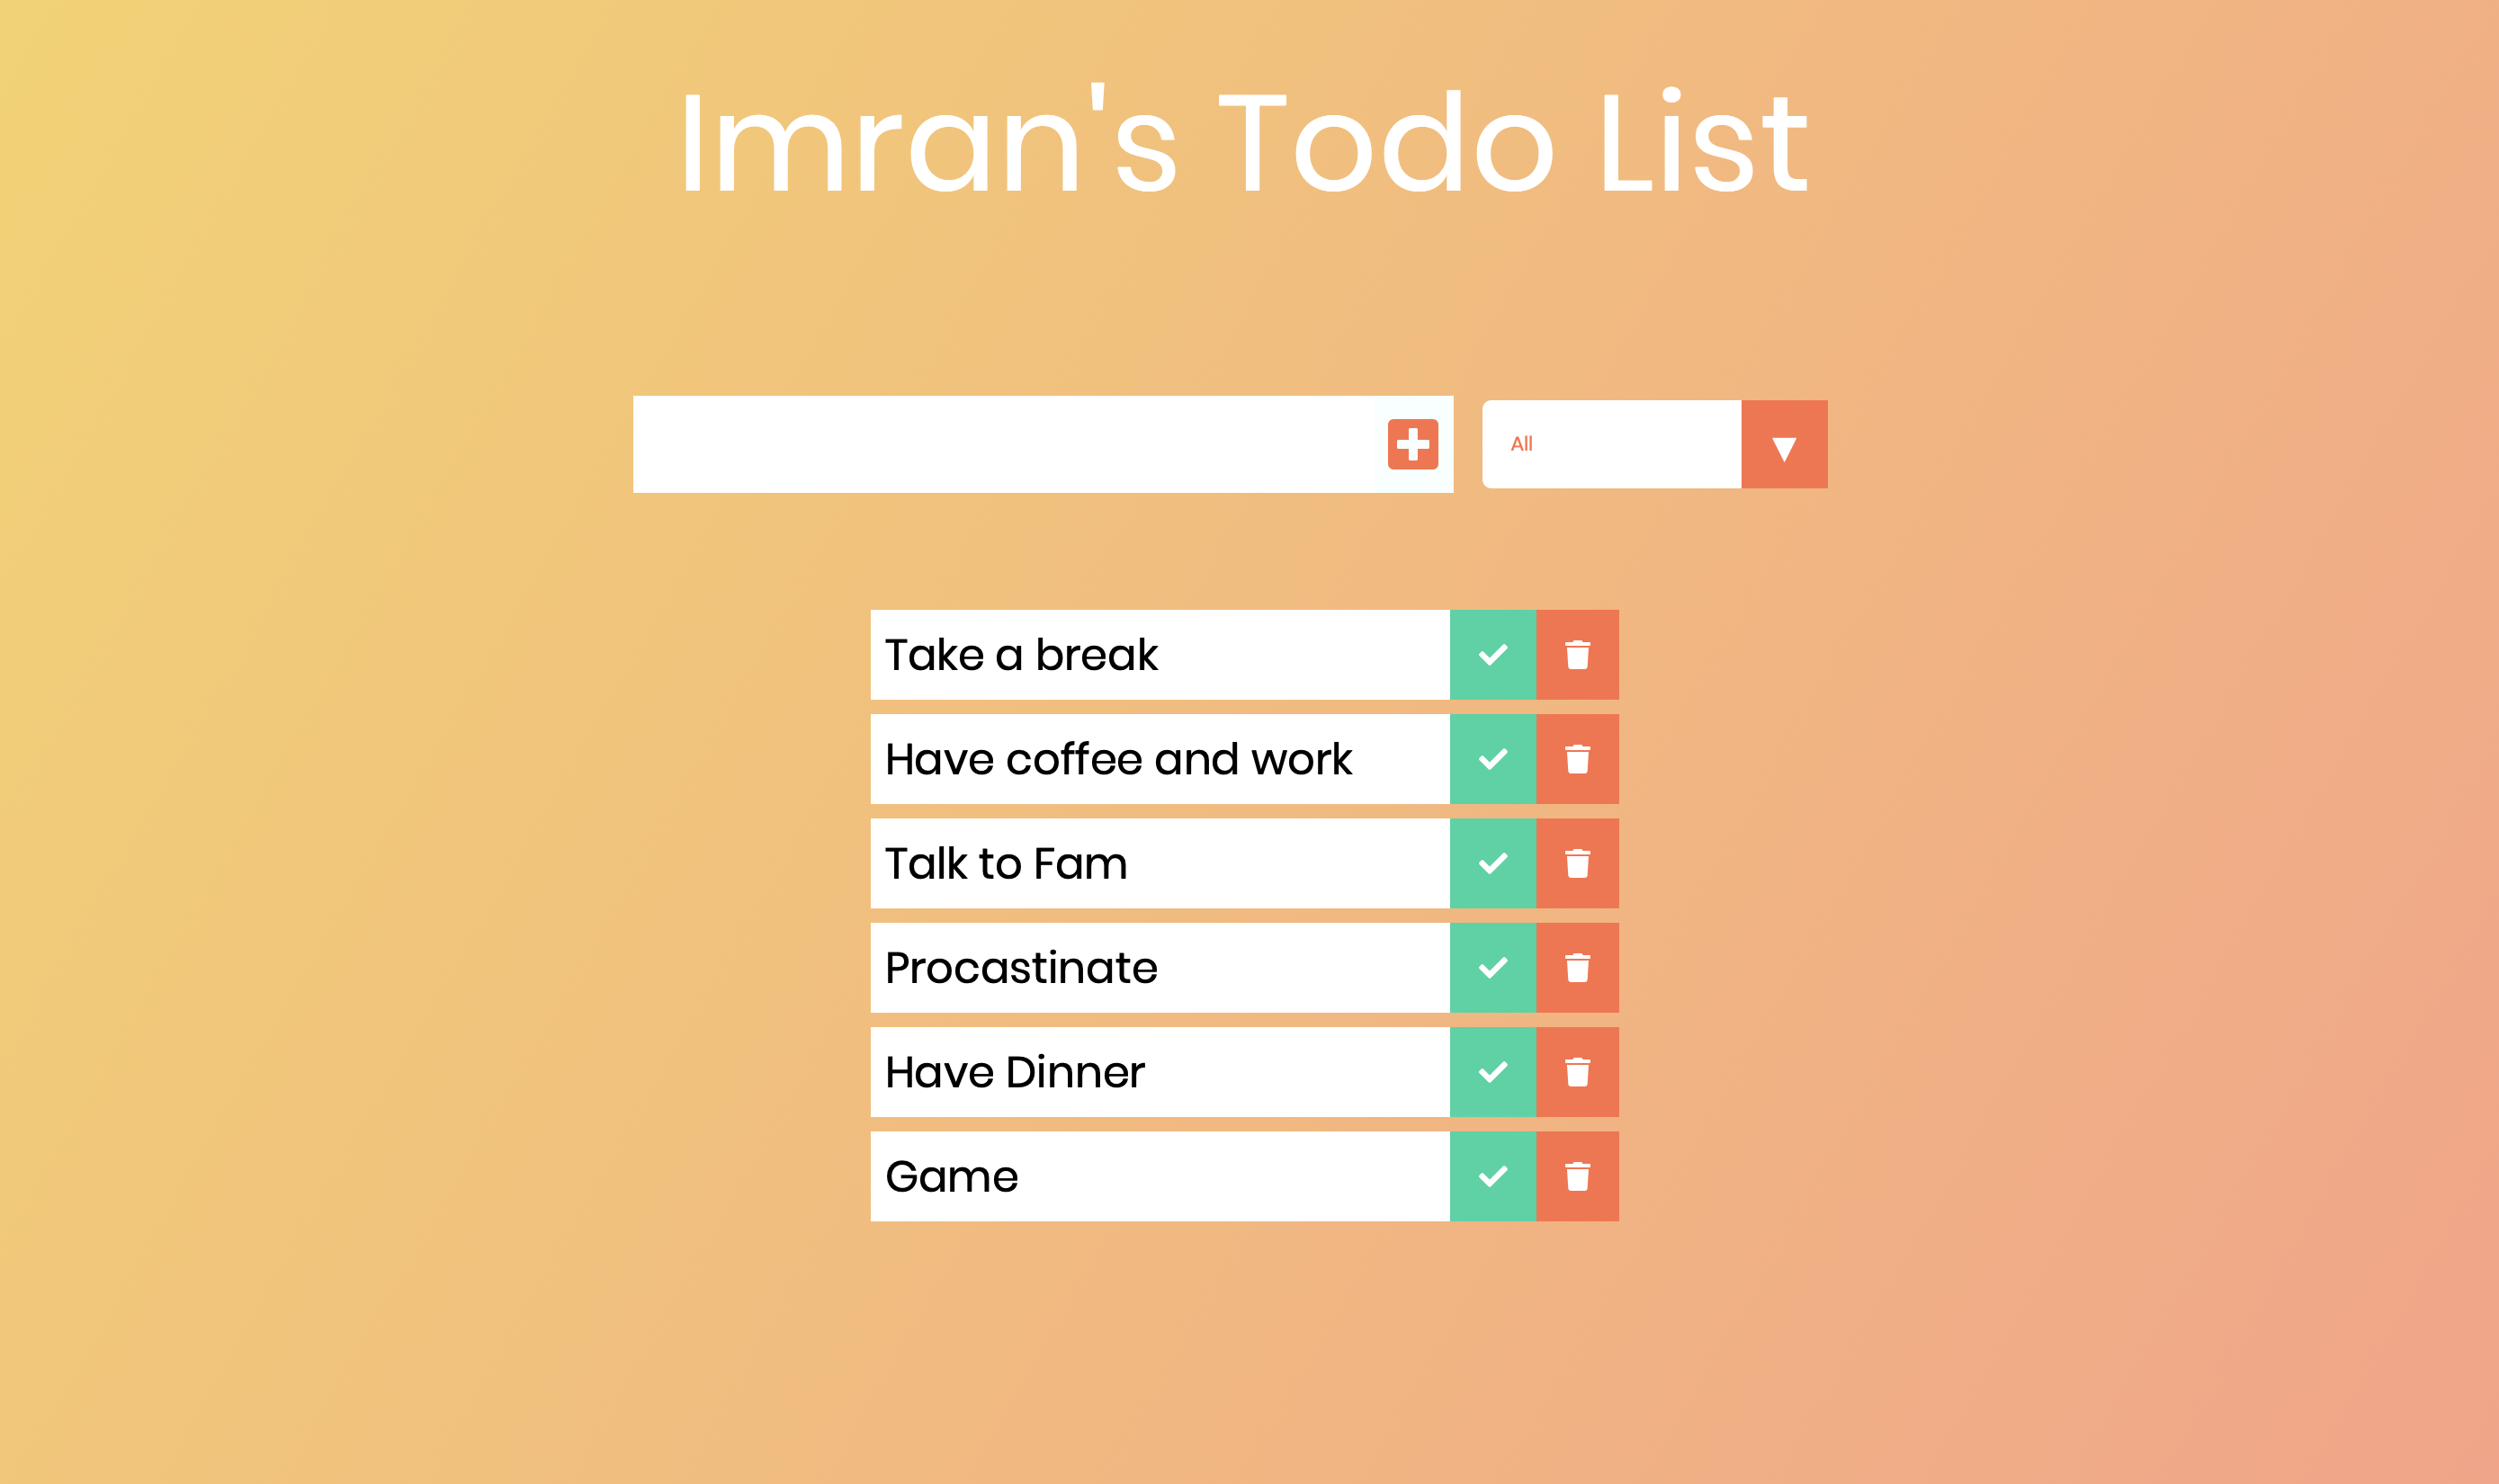 Imran's Todo List
All
Take a break
Have coffee and work
Talk to Fam
Procastinate
Have Dinner
Game